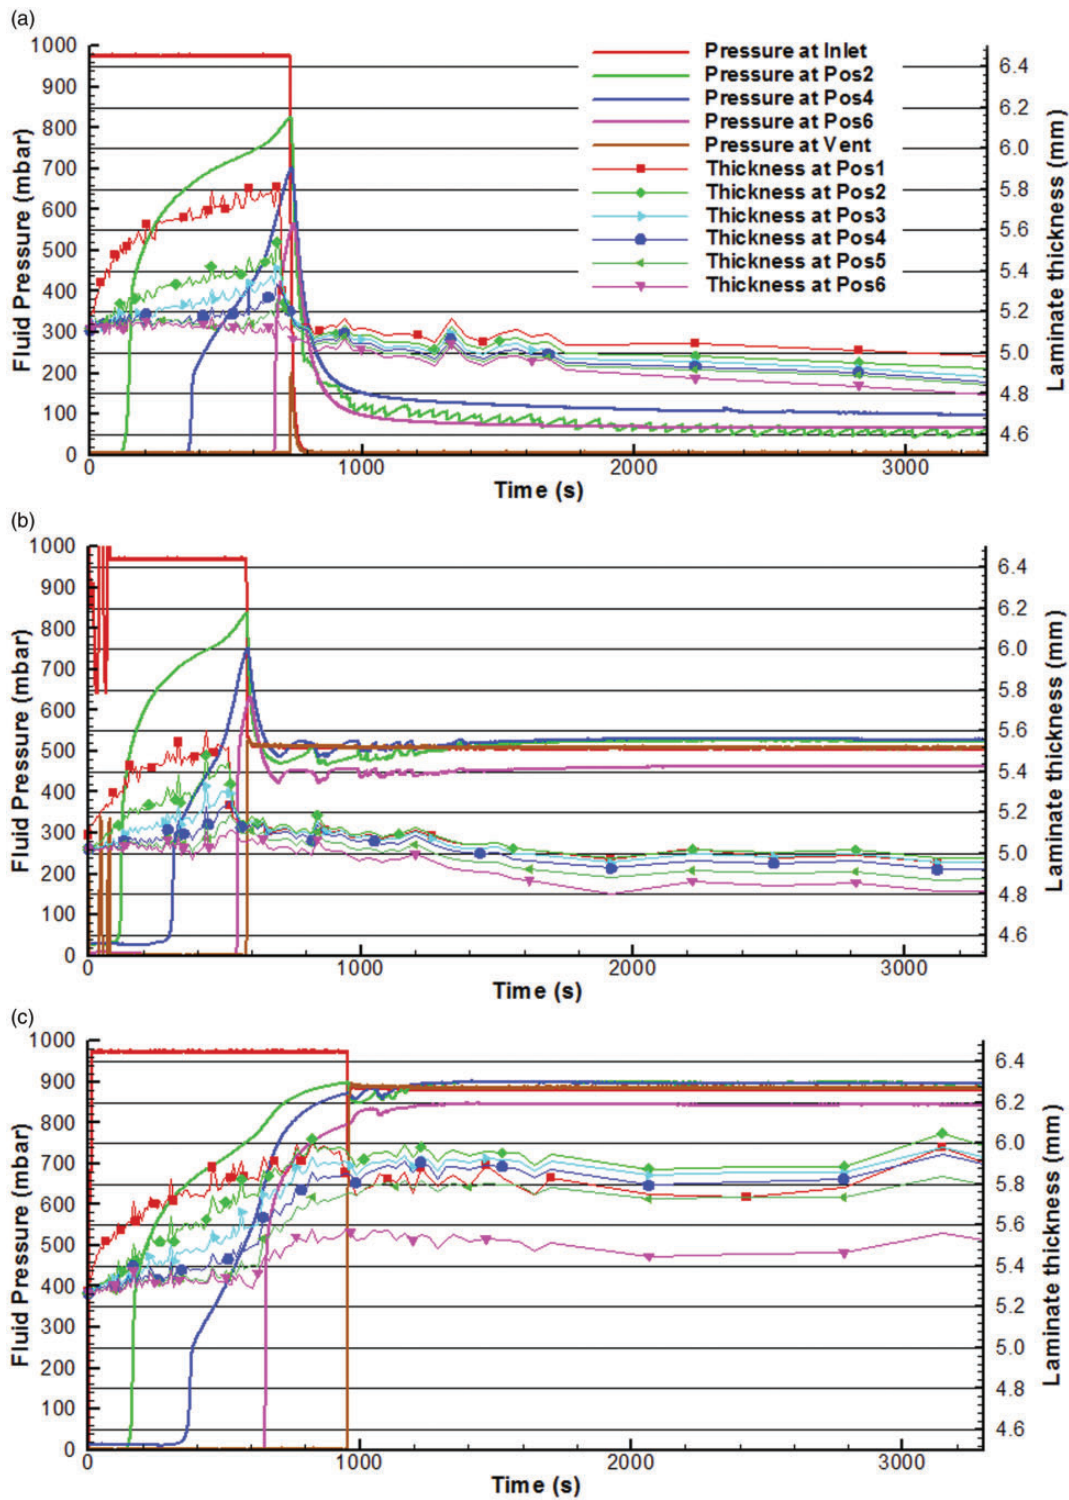 (a)
1000
900
800
700
600
500
400
300
200
100
0
Fluid Pressure (mbar)
Pressure at Inlet
Pressure at Pos2
Pressure at Pos4
Pressure at Pos6
Pressure at Vent
Thickness at Pos1
Thickness at Pos2
Thickness at Pos3
Thickness at Pos4
Thickness at Pos5
Thickness at Pos6
6.4
6.2
6.0
5.8
5.6
5.4
5.2
5.0
4.8
4.6
Laminate thickness (mm)
0 1000 2000 3000
Time (s)
(b)
1000
900
800
700
600
500
400
300
200
100
0
Fluid Pressure (mbar)
6.4
6.2
6.0
5.8
5.6
5.4
5.2
5.0
4.8
4.6
Laminate thickness (mm)
0 1000 2000 3000
Time (s)
(c)
1000
900
800
700
600
500
400
300
200
100
0
Fluid Pressure (mbar)
6.4
6.2
6.0
5.8
5.6
5.4
5.2
5.0
4.8
4.6
Laminate thickness (mm)
0 1000 2000 3000
Time (s)